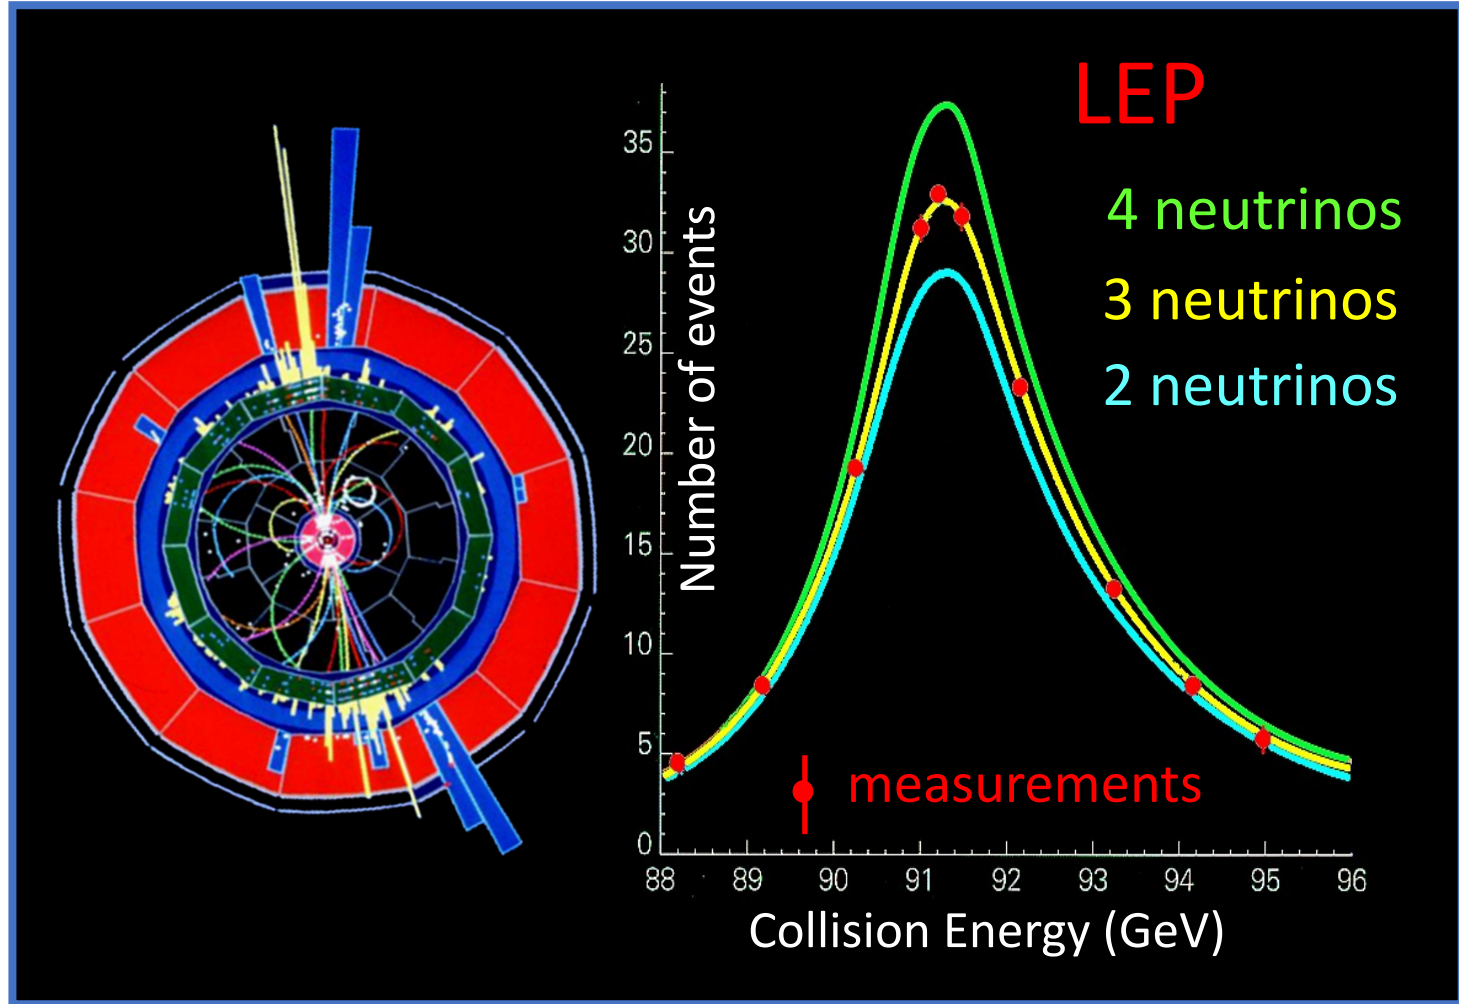 LEP
4 neutrinos
3 neutrinos
2 neutrinos
Number of events
35
30
25
20
15
10
5
0
measurements
88 89 90 91 92 93 94 95 96
Collision Energy (GeV)